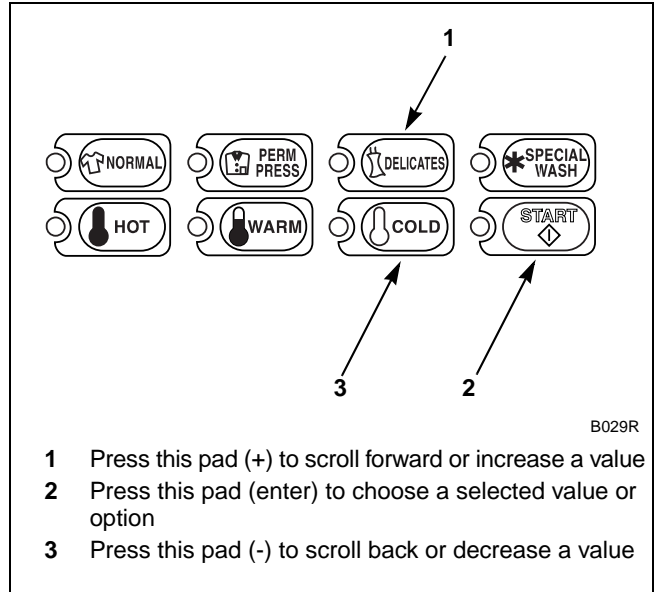 1
NORMAL
PERM
PRESS
DELICATES
SPECIAL
WASH
HOT
WARM
COLD
START
3 2
B029R
1 Press this pad (+) to scroll forward or increase a value
2 Press this pad (enter) to choose a selected value or
option
3 Press this pad (-) to scroll back or decrease a value